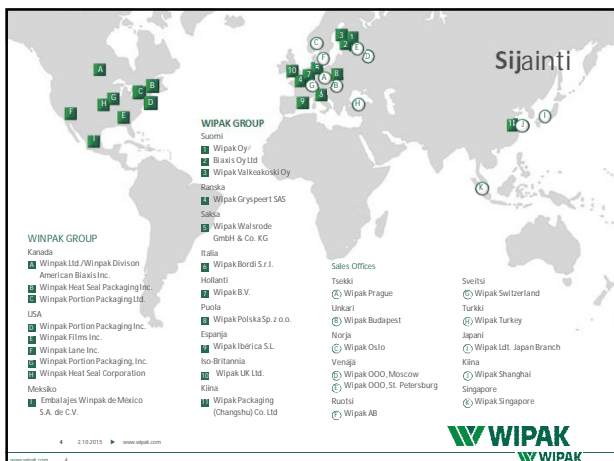 Sijainti
WIPAK GROUP
Suomi
1 Wipak Oy
2 Biaxis Oy Ltd
3 Wipak Valkeakoski Oy
Ranska
4 Wipak Gryspeert SAS
Saksa
5 Wipak Walsrode
GmbH & Co. KG
Italia
6 Wipak Bordi S.r.l.
Hollanti
7 Wipak B.V.
Puola
8 Wipak Polska Sp. z o.o.
Espanja
9 Wipak Ibérica S.L.
Iso-Britannia
10 Wipak UK Ltd.
Kiina
11 Wipak Packaging
(Changshu) Co. Ltd
WINPAK GROUP
Kanada
A Winpak Ltd./Winpak Divison
American Biaxis Inc.
B Winpak Heat Seal Packaging Inc.
C Winpak Portion Packaging Ltd.
USA
D Winpak Portion Packaging Inc.
E Winpak Films Inc.
F Winpak Lane Inc.
G Winpak Portion Packaging, Inc.
H Winpak Heat Seal Corporation
Meksiko
I Embalajes Winpak de México
S.A. de C.V.
Sales Offices
Tsekki
A Wipak Prague
Unkari
B Wipak Budapest
Norja
C Wipak Oslo
Venäjä
D Wipak OOO, Moscow
E Wipak OOO, St. Petersburg
Ruotsi
F Wipak AB
Sveitsi
G Wipak Switzerland
Turkki
H Wipak Turkey
Japani
I Wipak Ldt. Japan Branch
Kiina
J Wipak Shanghai
Singapore
K Wipak Singapore
4 2.10.2015 ▶ www.wipak.com
WIPAK
www.wipak.com 4
WIPAK